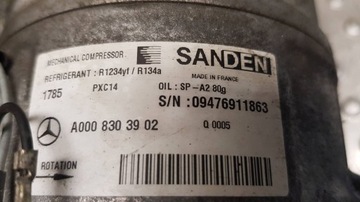 MECHANICAL COMPRESSOR SANDEN
REFRIGERANT : R1234yf / R134a MADE IN FRANCE
1785 PXC14 OIL : SP-A2 80g
S/N : 09476911863
A000 830 39 02 Q 0005
ROTATION